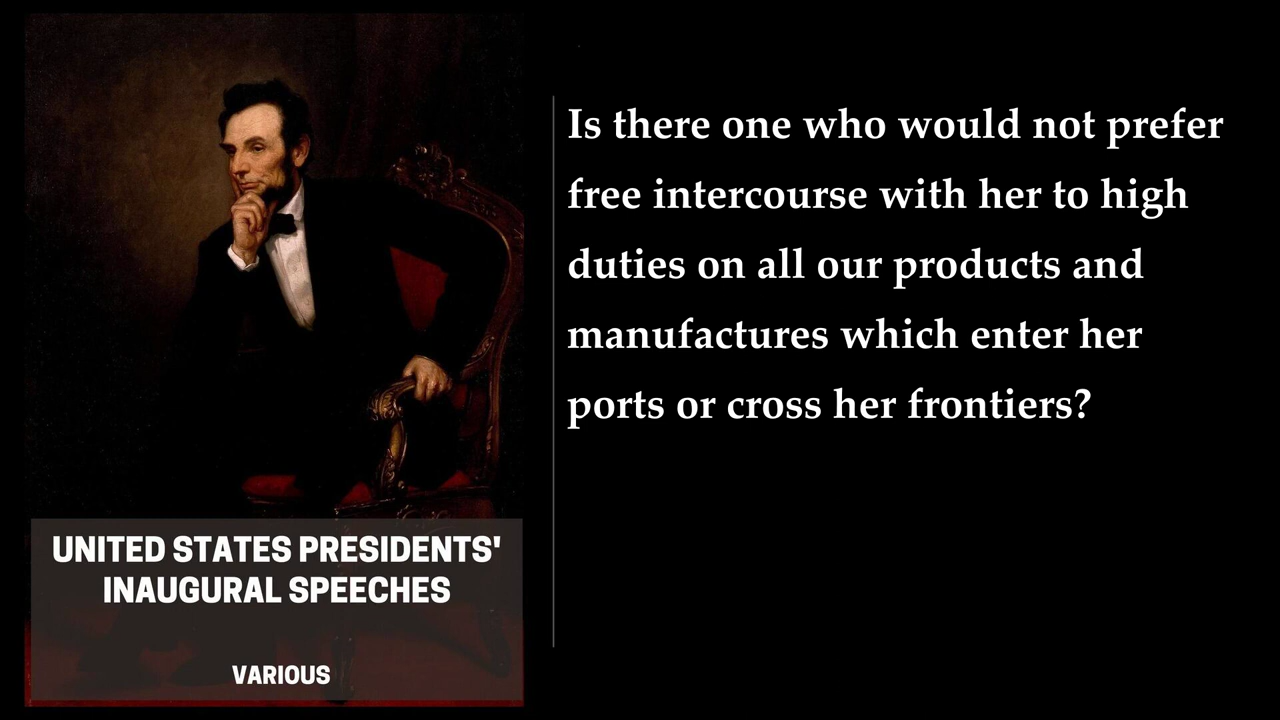 Is there one who would not prefer
free intercourse with her to high
duties on all our products and
manufactures which enter her
ports or cross her frontiers?
UNITED STATES PRESIDENTS'
INAUGURAL SPEECHES
VARIOUS